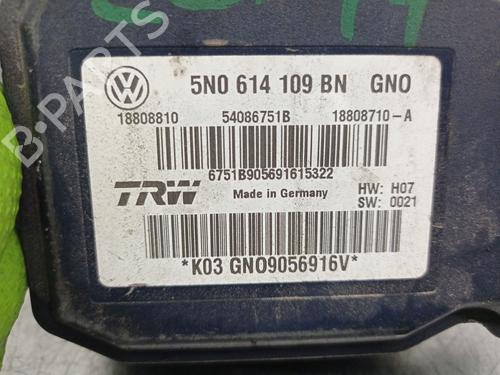 5N0 614 109 BN GNO
18808810 54086751B 18808710-A
6751B905691615322
TRW Made in Germany HW: H07
SW: 0021
*K03 GNO9056916V*
B-PARTS